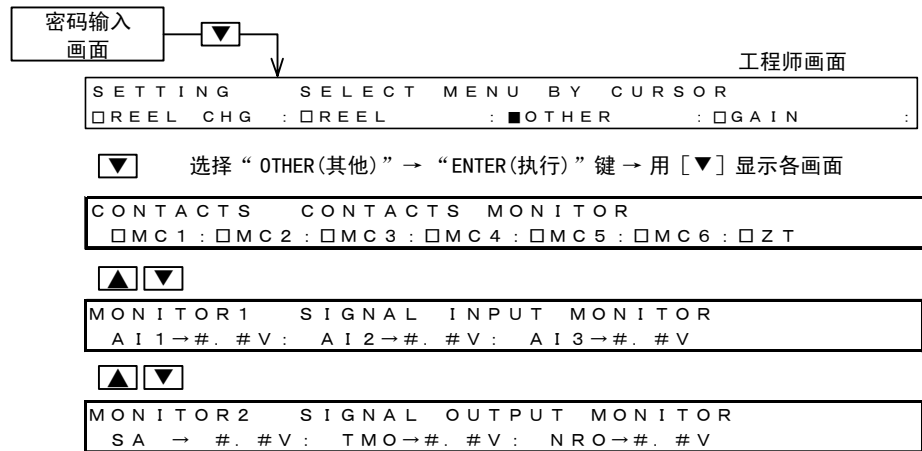 密码输入
画面
▼
工程师画面
SETTING SELECT MENU BY CURSOR
□REEL CHG :□REEL :■OTHER :□GAIN :
▼ 选择“OTHER(其他)”→“ENTER(执行)”键→用[▼]显示各画面
CONTACTS CONTACTS MONITOR
□MC1:□MC2:□MC3:□MC4:□MC5:□MC6:□ZT
▲ ▼
MONITOR1 SIGNAL INPUT MONITOR
AI1→#.#V: AI2→#.#V: AI3→#.#V
▲ ▼
MONITOR2 SIGNAL OUTPUT MONITOR
SA → #.#V: TMO→#.#V: NRO→#.#V